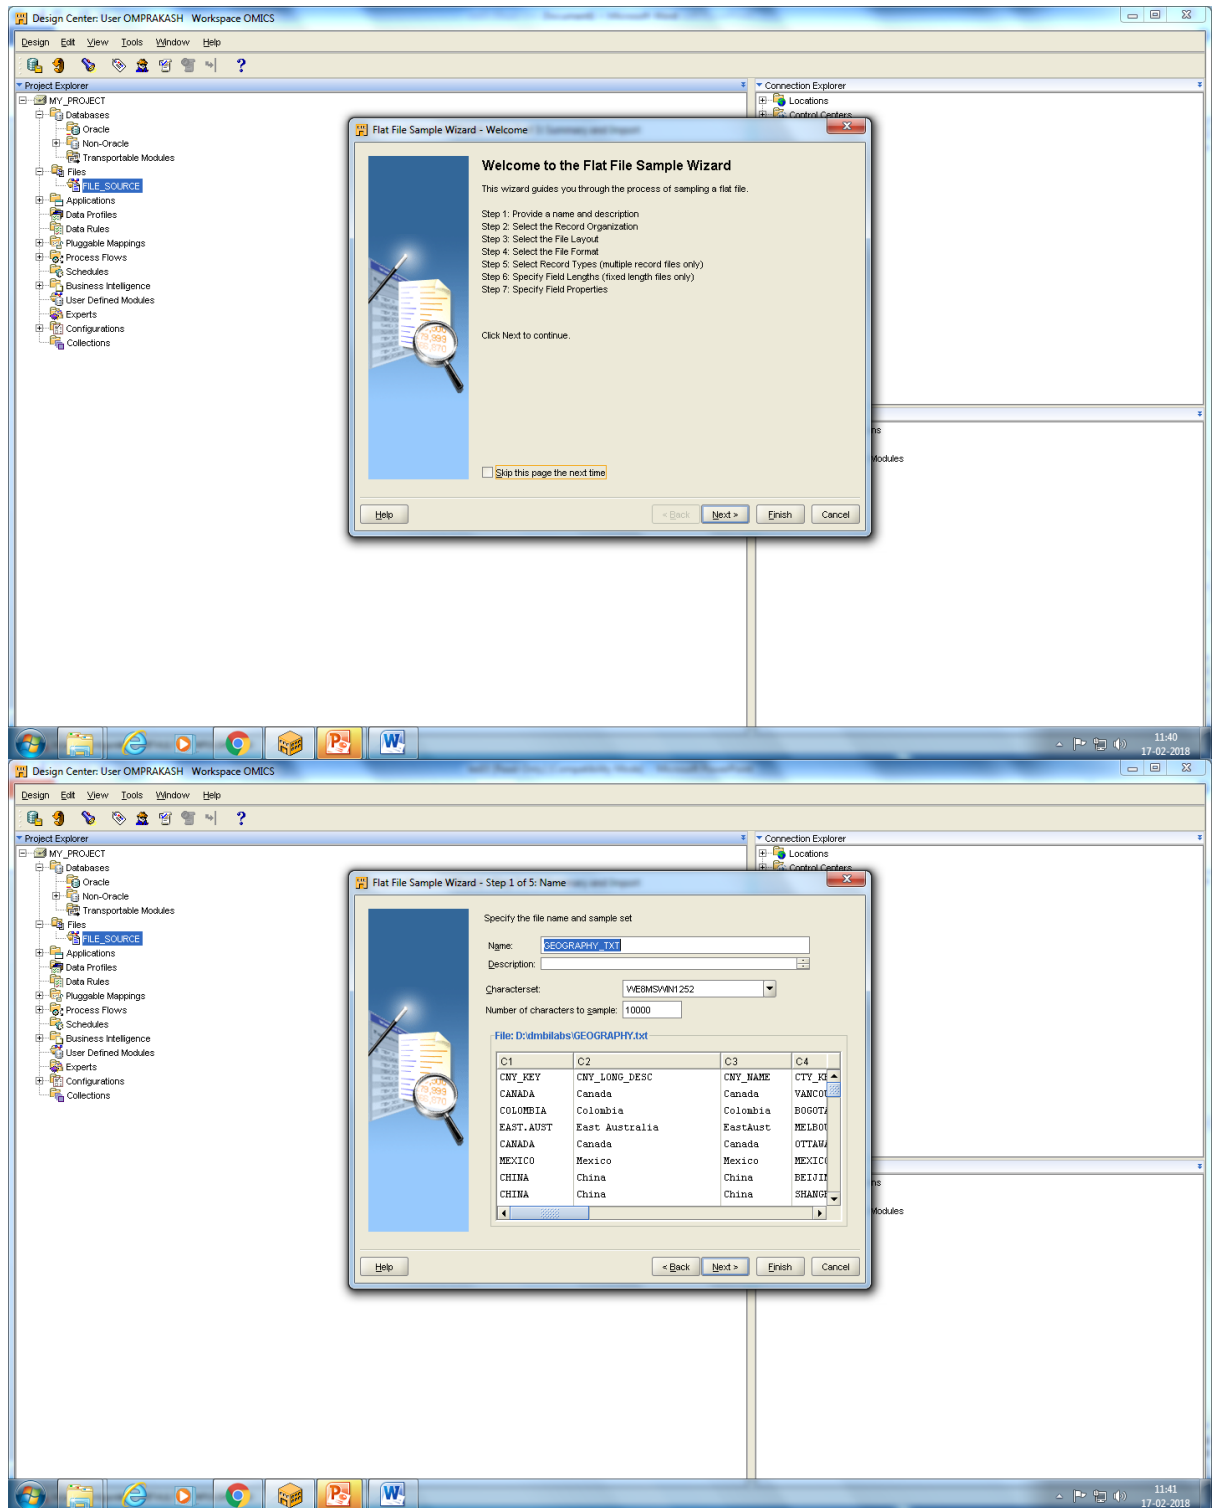 Design Center: User OMPRAKASH   Workspace OMICS
Design Edit View Tools Window Help
Project Explorer
MY_PROJECT
Databases
Oracle
Non-Oracle
Transportable Modules
Files
FILE_SOURCE
Applications
Data Profiles
Data Rules
Pluggable Mappings
Process Flows
Schedules
Business Intelligence
User Defined Modules
Experts
Configurations
Collections
Connection Explorer
Locations
Control Centers
Modules
Flat File Sample Wizard - Welcome
Welcome to the Flat File Sample Wizard
This wizard guides you through the process of sampling a flat file.
Step 1: Provide a name and description
Step 2: Select the Record Organization
Step 3: Select the File Layout
Step 4: Select the File Format
Step 5: Select Record Types (multiple record files only)
Step 6: Specify Field Lengths (fixed length files only)
Step 7: Specify Field Properties
Click Next to continue.
Skip this page the next time
Help < Back Next > Finish Cancel
11:40
17-02-2018
Design Center: User OMPRAKASH   Workspace OMICS
Design Edit View Tools Window Help
Project Explorer
MY_PROJECT
Databases
Oracle
Non-Oracle
Transportable Modules
Files
FILE_SOURCE
Applications
Data Profiles
Data Rules
Pluggable Mappings
Process Flows
Schedules
Business Intelligence
User Defined Modules
Experts
Configurations
Collections
Connection Explorer
Locations
Control Centers
Modules
Flat File Sample Wizard - Step 1 of 5: Name
Specify the file name and sample set
Name: GEOGRAPHY_TXT
Description:
Characterset: WE8MSWIN1252
Number of characters to sample: 10000
File: D:\dmbilabs\GEOGRAPHY.txt
C1 C2 C3 C4
CNY_KEY CNY_LONG_DESC CNY_NAME CTY_KE
CANADA Canada Canada VANCOU
COLOMBIA Colombia Colombia BOGOTA
EAST.AUST East Australia EastAust MELBOU
CANADA Canada Canada OTTAWA
MEXICO Mexico Mexico MEXICO
CHINA China China BEIJIN
CHINA China China SHANGH
Help < Back Next > Finish Cancel
11:41
17-02-2018